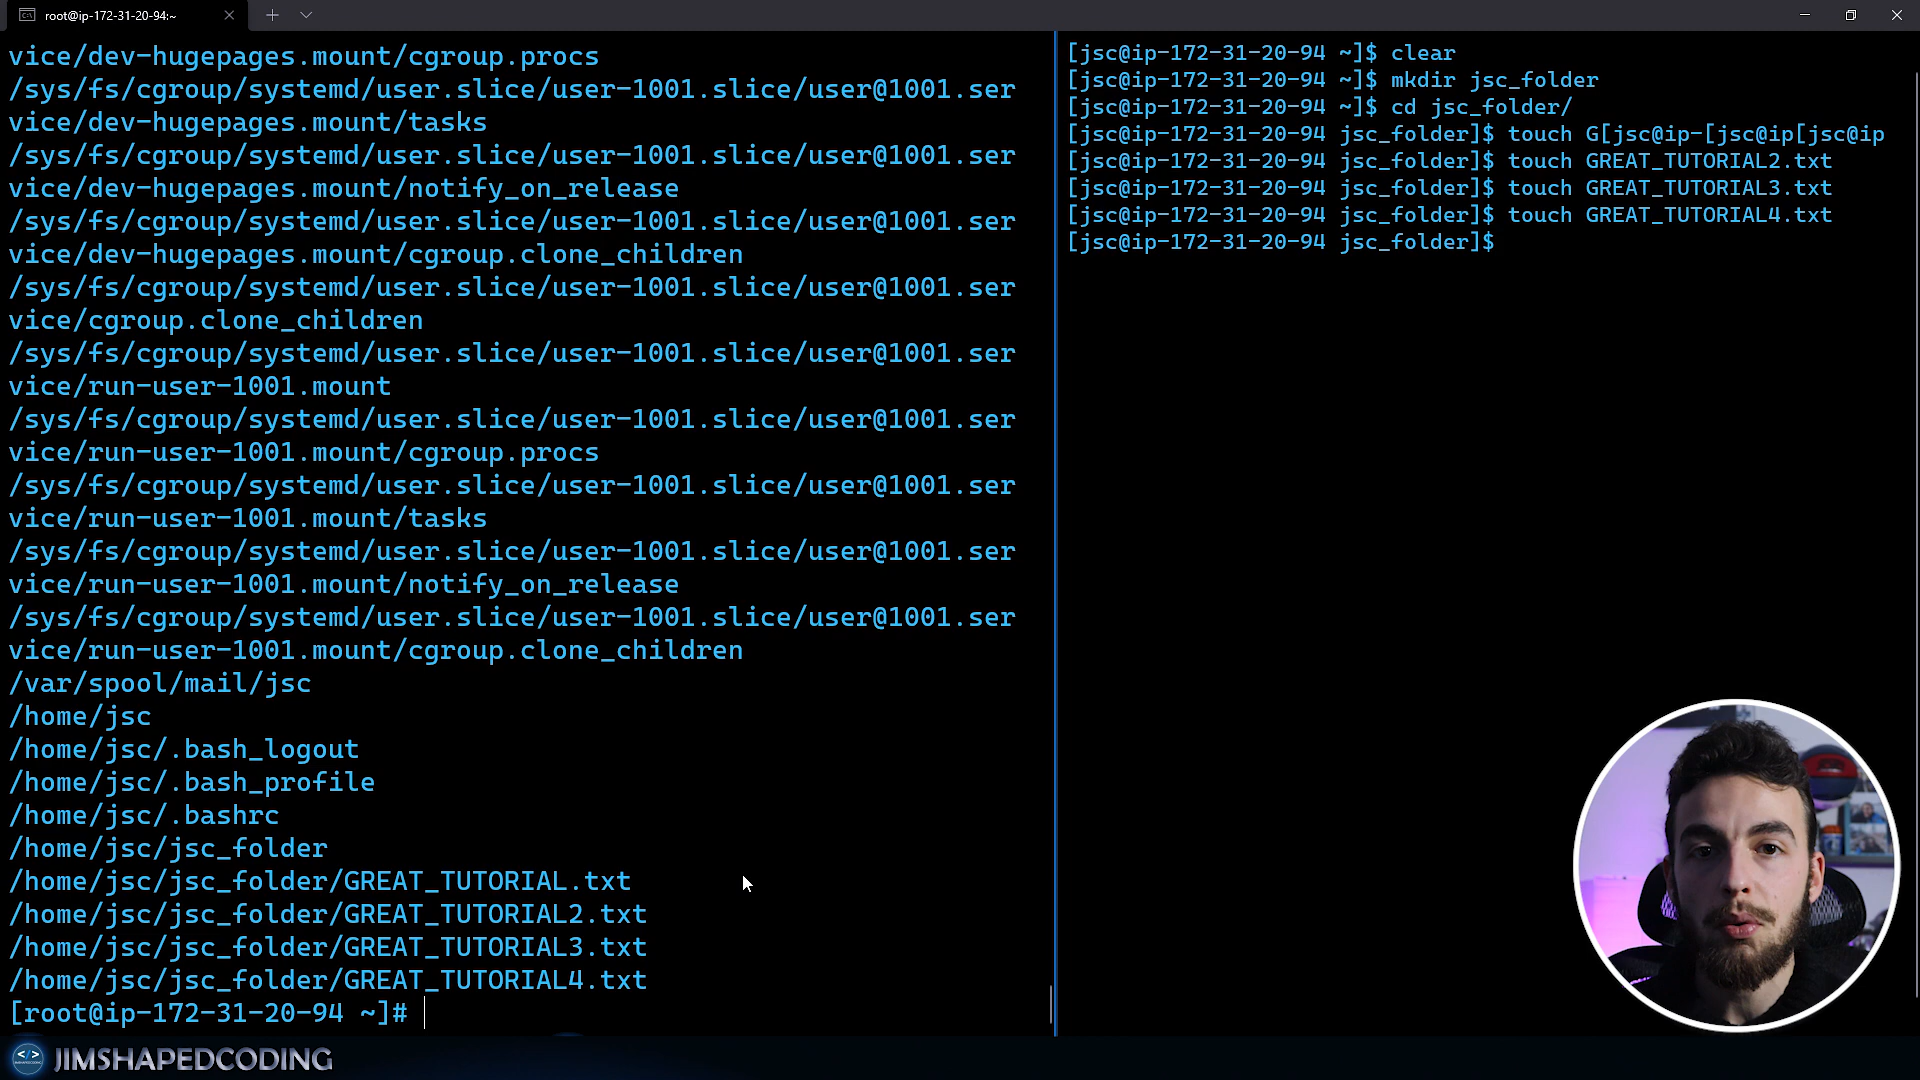 root@ip-172-31-20-94:~
vice/dev-hugepages.mount/cgroup.procs
/sys/fs/cgroup/systemd/user.slice/user-1001.slice/user@1001.ser
vice/dev-hugepages.mount/tasks
/sys/fs/cgroup/systemd/user.slice/user-1001.slice/user@1001.ser
vice/dev-hugepages.mount/notify_on_release
/sys/fs/cgroup/systemd/user.slice/user-1001.slice/user@1001.ser
vice/dev-hugepages.mount/cgroup.clone_children
/sys/fs/cgroup/systemd/user.slice/user-1001.slice/user@1001.ser
vice/cgroup.clone_children
/sys/fs/cgroup/systemd/user.slice/user-1001.slice/user@1001.ser
vice/run-user-1001.mount
/sys/fs/cgroup/systemd/user.slice/user-1001.slice/user@1001.ser
vice/run-user-1001.mount/cgroup.procs
/sys/fs/cgroup/systemd/user.slice/user-1001.slice/user@1001.ser
vice/run-user-1001.mount/tasks
/sys/fs/cgroup/systemd/user.slice/user-1001.slice/user@1001.ser
vice/run-user-1001.mount/notify_on_release
/sys/fs/cgroup/systemd/user.slice/user-1001.slice/user@1001.ser
vice/run-user-1001.mount/cgroup.clone_children
/var/spool/mail/jsc
/home/jsc
/home/jsc/.bash_logout
/home/jsc/.bash_profile
/home/jsc/.bashrc
/home/jsc/jsc_folder
/home/jsc/jsc_folder/GREAT_TUTORIAL.txt
/home/jsc/jsc_folder/GREAT_TUTORIAL2.txt
/home/jsc/jsc_folder/GREAT_TUTORIAL3.txt
/home/jsc/jsc_folder/GREAT_TUTORIAL4.txt
[root@ip-172-31-20-94 ~]#
[jsc@ip-172-31-20-94 ~]$ clear
[jsc@ip-172-31-20-94 ~]$ mkdir jsc_folder
[jsc@ip-172-31-20-94 ~]$ cd jsc_folder/
[jsc@ip-172-31-20-94 jsc_folder]$ touch G[jsc@ip-[jsc@ip[jsc@ip
[jsc@ip-172-31-20-94 jsc_folder]$ touch GREAT_TUTORIAL2.txt
[jsc@ip-172-31-20-94 jsc_folder]$ touch GREAT_TUTORIAL3.txt
[jsc@ip-172-31-20-94 jsc_folder]$ touch GREAT_TUTORIAL4.txt
[jsc@ip-172-31-20-94 jsc_folder]$
JIMSHAPEDCODING